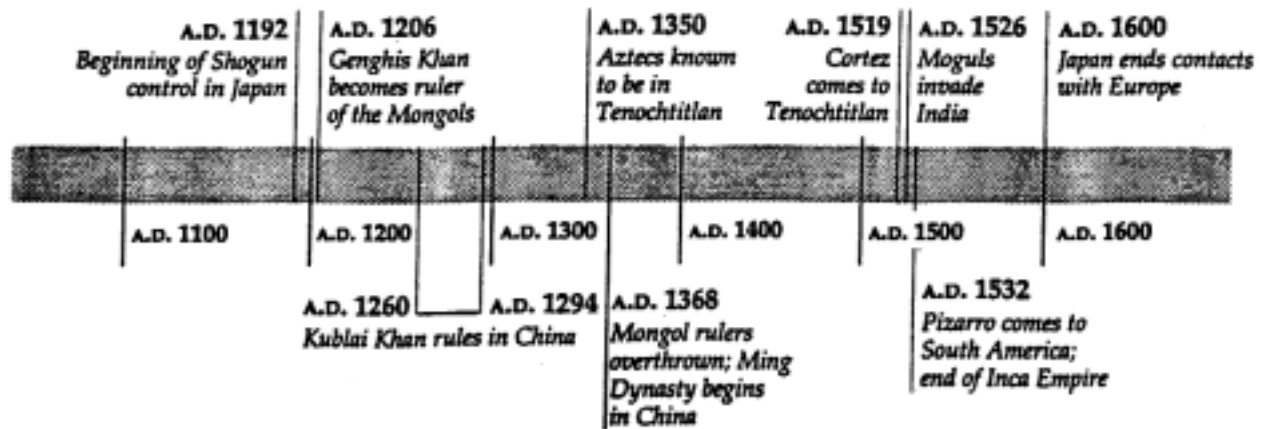 A.D. 1192
Beginning of Shogun
control in Japan
A.D. 1206
Genghis Khan
becomes ruler
of the Mongols
A.D. 1350
Aztecs known
to be in
Tenochtitlan
A.D. 1519
Cortez
comes to
Tenochtitlan
A.D. 1526
Moguls
invade
India
A.D. 1600
Japan ends contacts
with Europe
A.D. 1100
A.D. 1200
A.D. 1300
A.D. 1400
A.D. 1500
A.D. 1600
A.D. 1260
A.D. 1294
Kublai Khan rules in China
A.D. 1368
Mongol rulers
overthrown; Ming
Dynasty begins
in China
A.D. 1532
Pizarro comes to
South America;
end of Inca Empire